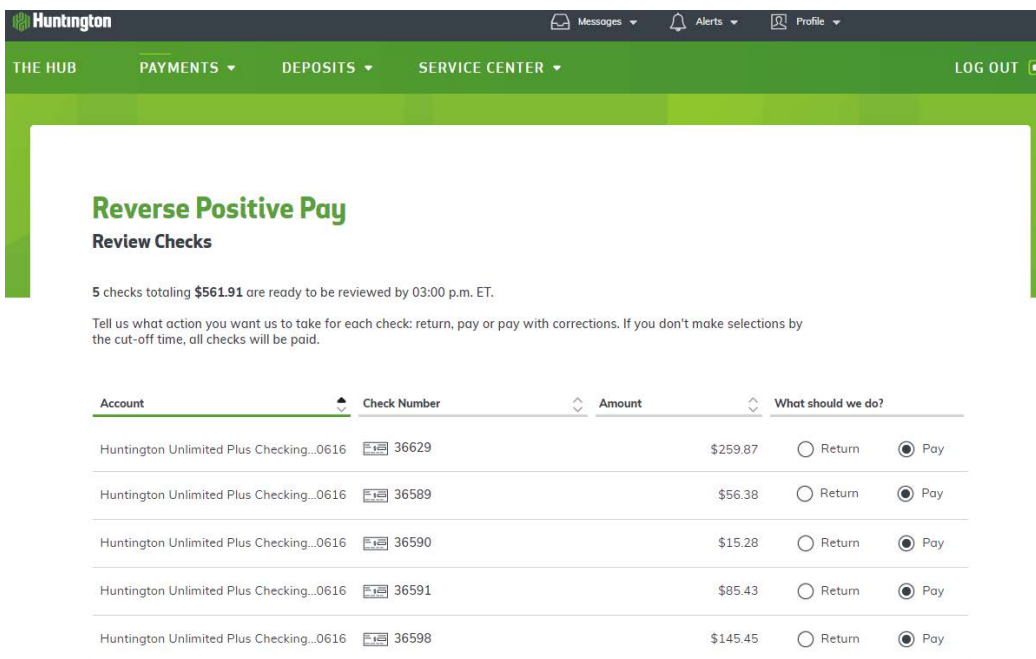 Huntington Messages Alerts Profile
THE HUB PAYMENTS DEPOSITS SERVICE CENTER LOG OUT
Reverse Positive Pay
Review Checks
5 checks totaling $561.91 are ready to be reviewed by 03:00 p.m. ET.
Tell us what action you want us to take for each check: return, pay or pay with corrections. If you don't make selections by
the cut-off time, all checks will be paid.
Account Check Number Amount What should we do?
Huntington Unlimited Plus Checking...0616 36629 $259.87 Return Pay
Huntington Unlimited Plus Checking...0616 36589 $56.38 Return Pay
Huntington Unlimited Plus Checking...0616 36590 $15.28 Return Pay
Huntington Unlimited Plus Checking...0616 36591 $85.43 Return Pay
Huntington Unlimited Plus Checking...0616 36598 $145.45 Return Pay